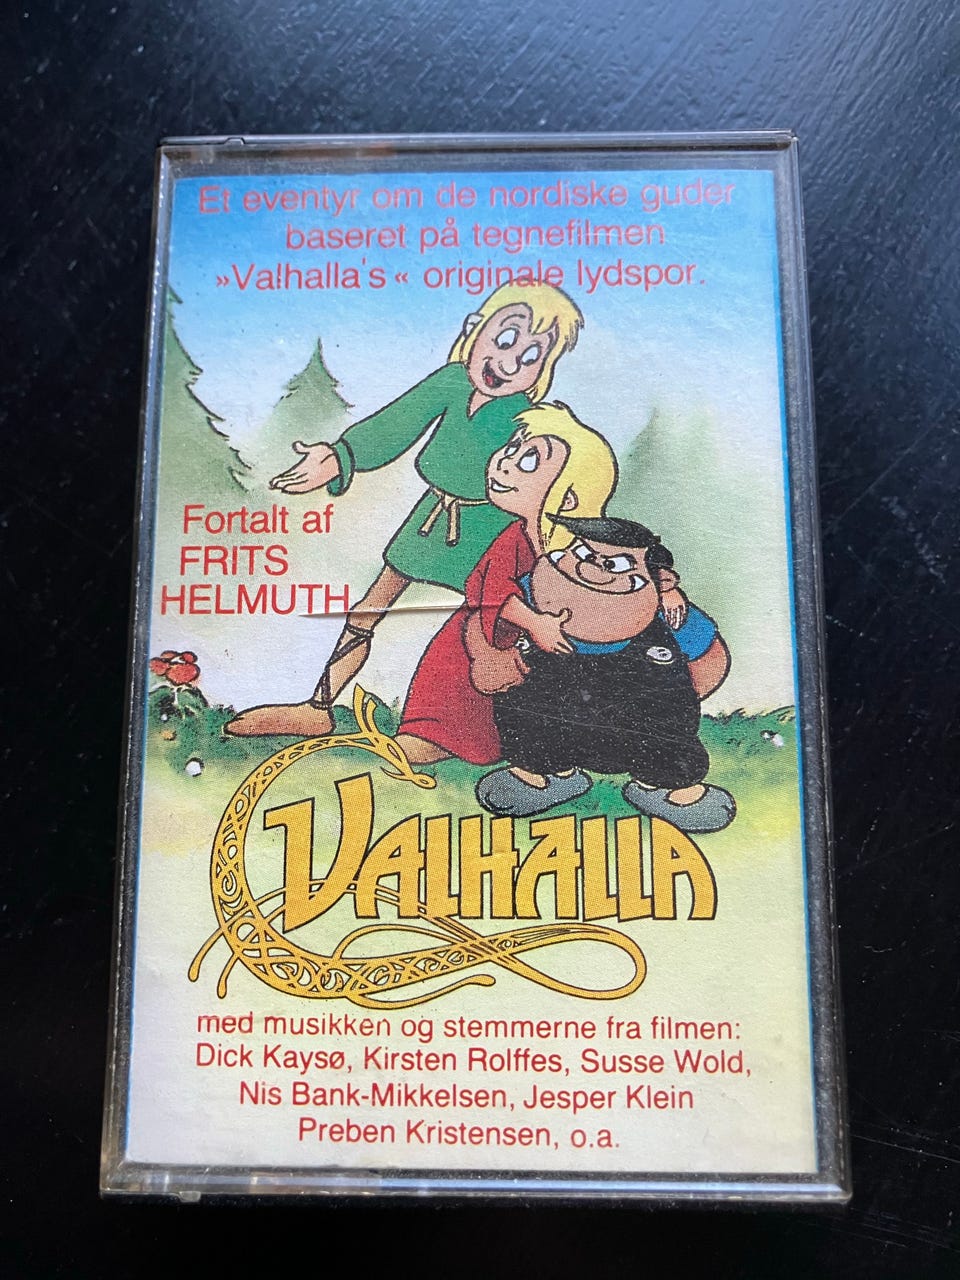 Et eventyr om de nordiske guder
baseret på tegnefilmen
»Valhalla's« originale lydspor.
Fortalt af
FRITS
HELMUTH
VALHALLA
med musikken og stemmerne fra filmen:
Dick Kaysø, Kirsten Rolffes, Susse Wold,
Nis Bank-Mikkelsen, Jesper Klein
Preben Kristensen, o.a.